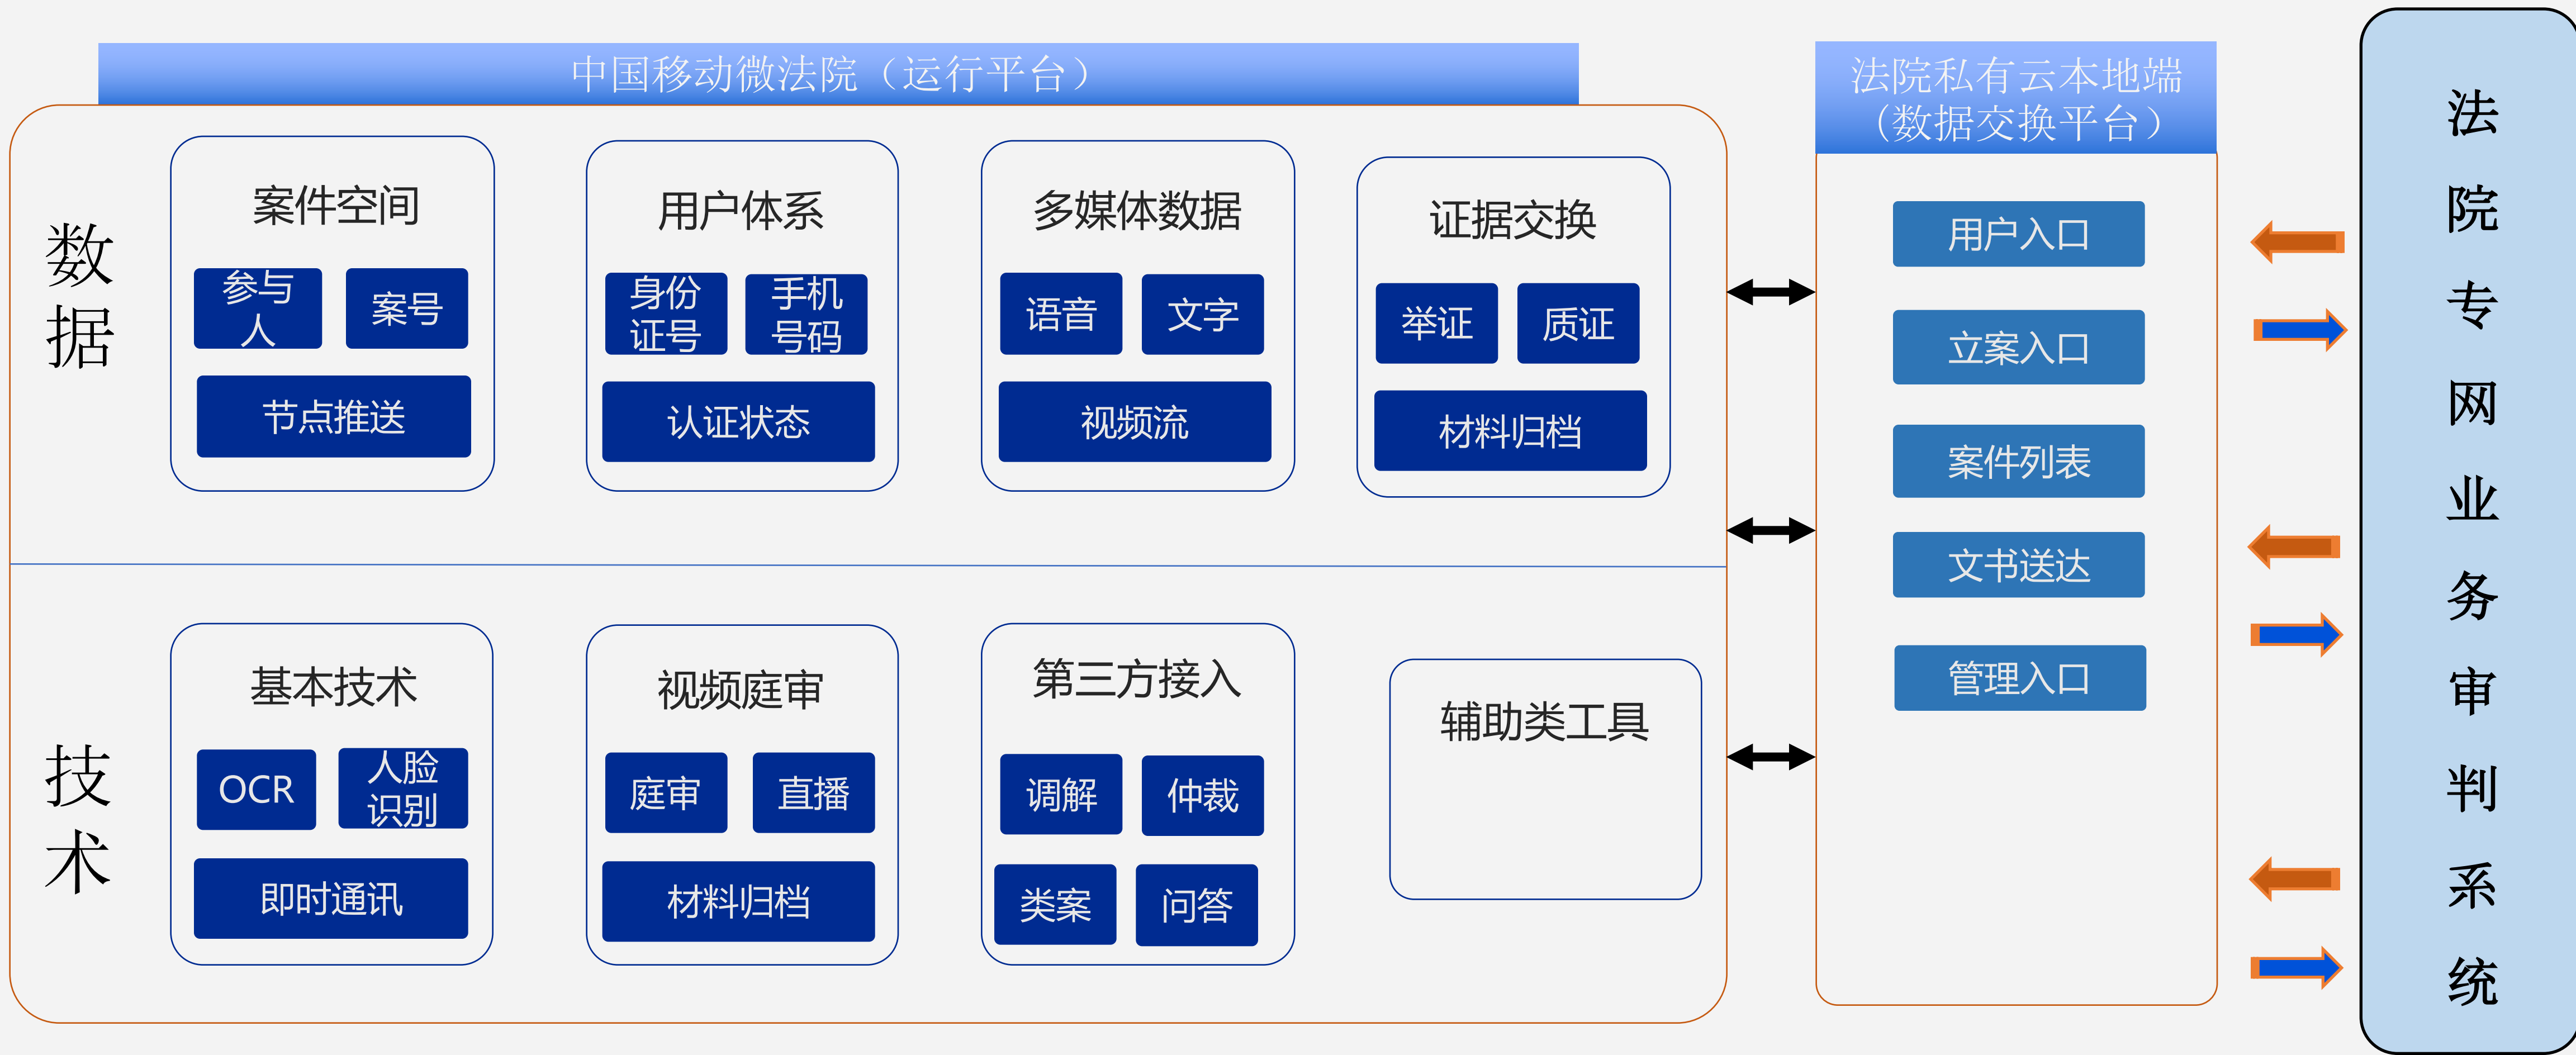 中国移动微法院（运行平台）
数
据
案件空间
参与
人
案号
节点推送
用户体系
身份
证号
手机
号码
认证状态
多媒体数据
语音
文字
视频流
证据交换
举证
质证
材料归档
技
术
基本技术
OCR
人脸
识别
即时通讯
视频庭审
庭审
直播
材料归档
第三方接入
调解
仲裁
类案
问答
辅助类工具
法院私有云本地端
（数据交换平台）
用户入口
立案入口
案件列表
文书送达
管理入口
法
院
专
网
业
务
审
判
系
统